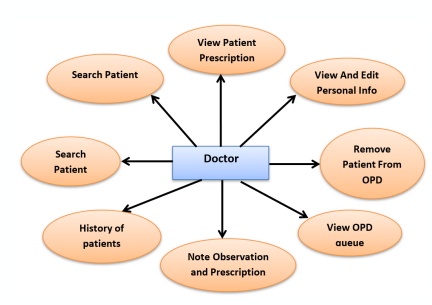 View Patient
Prescription
Search Patient
View And Edit
Personal Info
Doctor
Search
Patient
Remove
Patient From
OPD
History of
patients
View OPD
queue
Note Observation
and Prescription